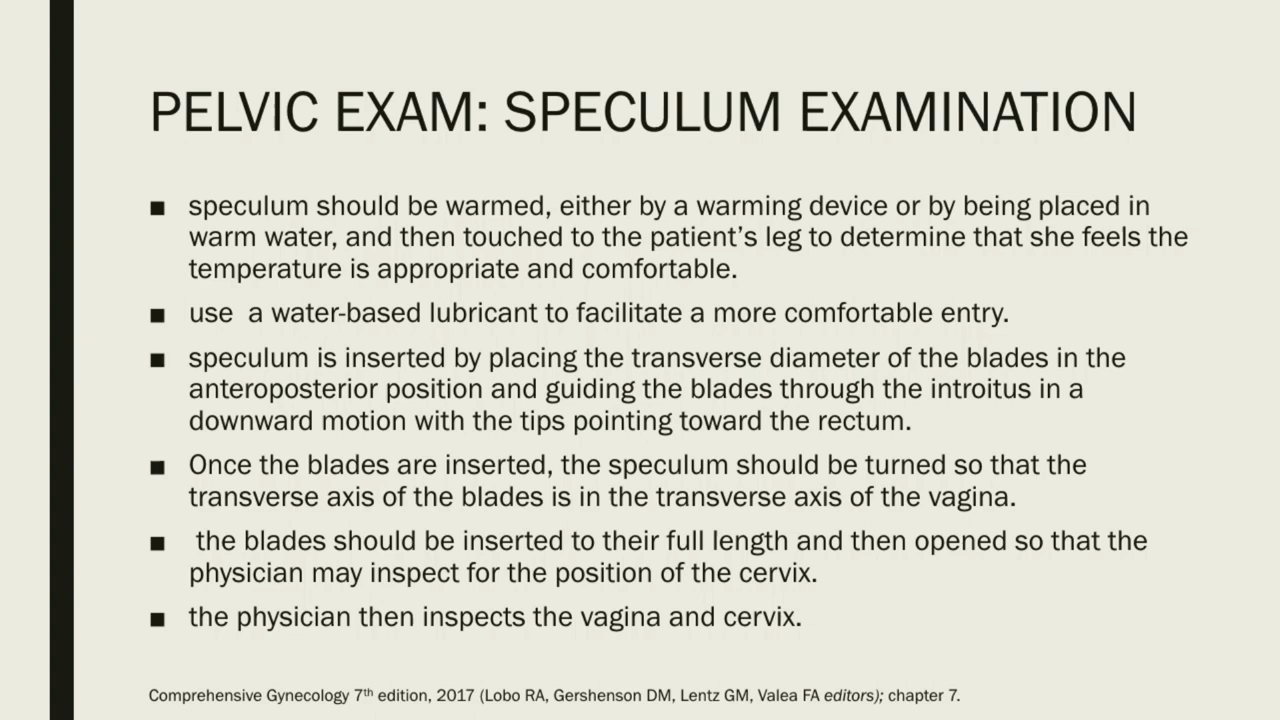 PELVIC EXAM: SPECULUM EXAMINATION
■ speculum should be warmed, either by a warming device or by being placed in
warm water, and then touched to the patient’s leg to determine that she feels the
temperature is appropriate and comfortable.
■ use  a water-based lubricant to facilitate a more comfortable entry.
■ speculum is inserted by placing the transverse diameter of the blades in the
anteroposterior position and guiding the blades through the introitus in a
downward motion with the tips pointing toward the rectum.
■ Once the blades are inserted, the speculum should be turned so that the
transverse axis of the blades is in the transverse axis of the vagina.
■  the blades should be inserted to their full length and then opened so that the
physician may inspect for the position of the cervix.
■ the physician then inspects the vagina and cervix.
Comprehensive Gynecology 7th edition, 2017 (Lobo RA, Gershenson DM, Lentz GM, Valea FA editors); chapter 7.